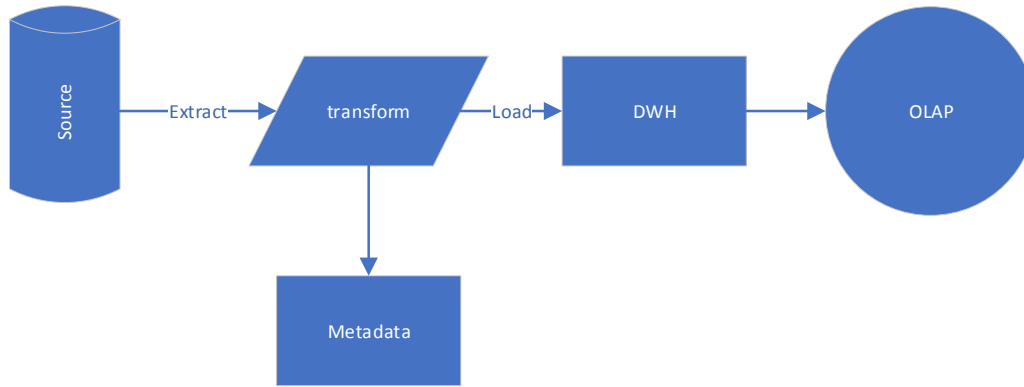 Source
Extract
transform
Load
DWH
OLAP
Metadata